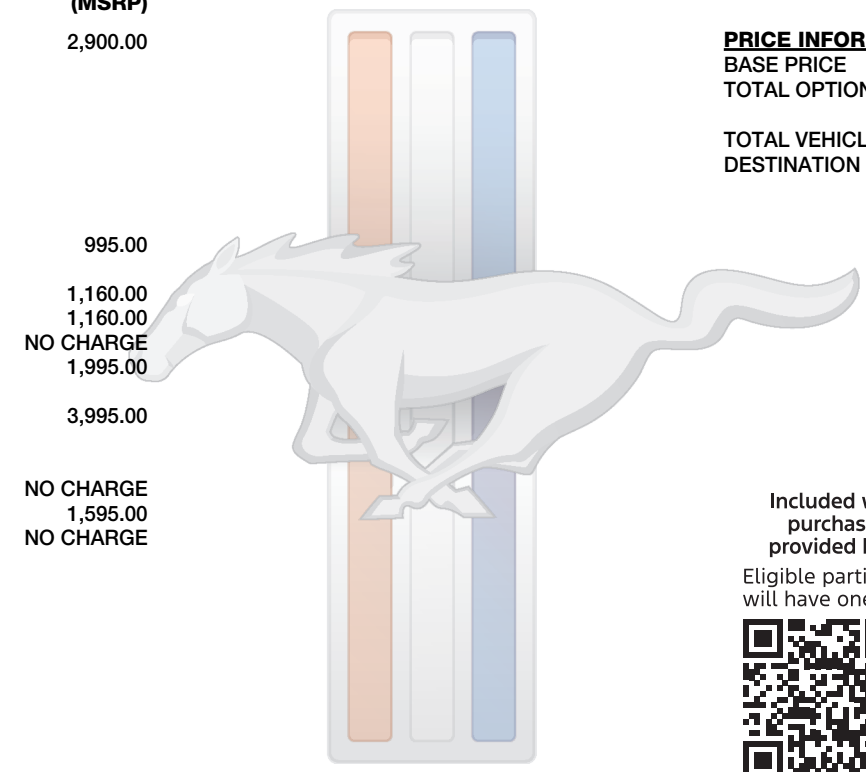 (MSRP)
2,900.00
995.00
1,160.00
1,160.00
NO CHARGE
1,995.00
3,995.00
NO CHARGE
1,595.00
NO CHARGE
PRICE INFOR
BASE PRICE
TOTAL OPTION
TOTAL VEHICL
DESTINATION
Included w
purchas
provided
Eligible parti
will have one